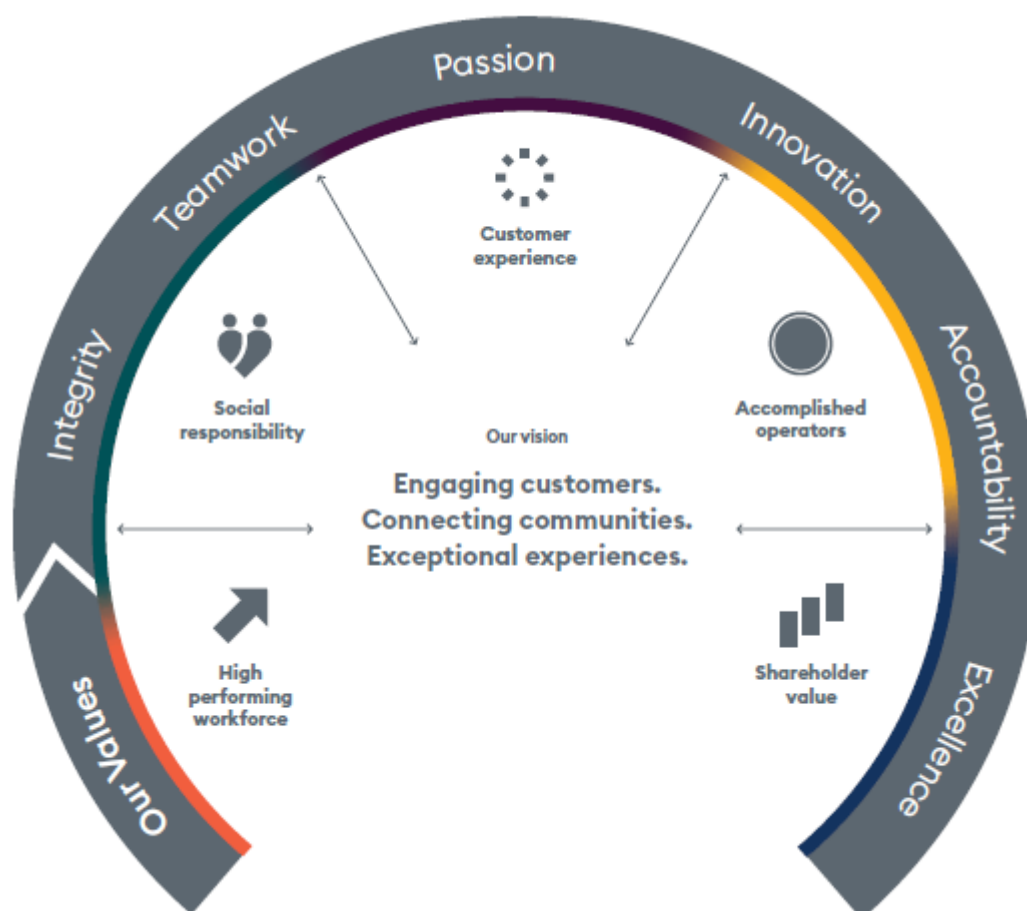 Our Values
Integrity
Teamwork
Passion
Innovation
Accountability
Excellence
Customer
experience
Social
responsibility
Accomplished
operators
Our vision
Engaging customers.
Connecting communities.
Exceptional experiences.
High
performing
workforce
Shareholder
value